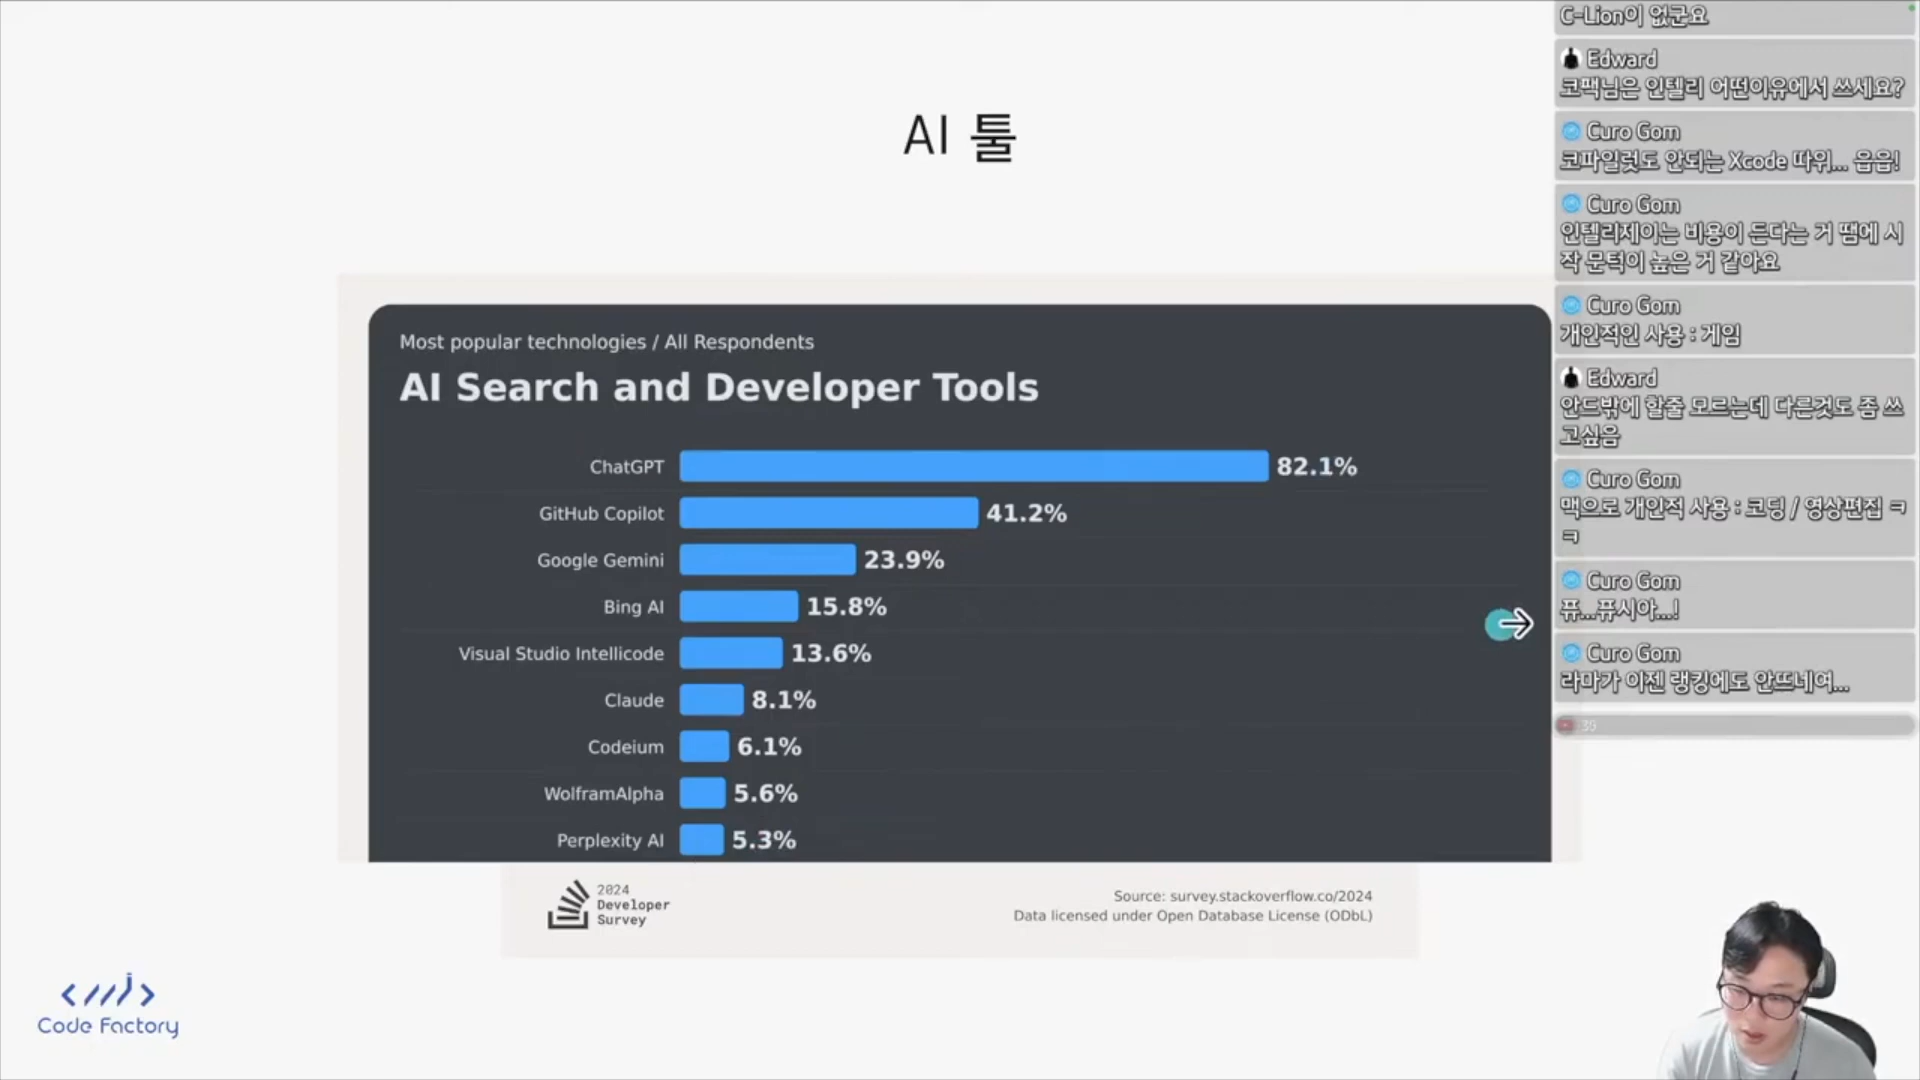 AI 툴
Most popular technologies / All Respondents
AI Search and Developer Tools
ChatGPT 82.1%
GitHub Copilot 41.2%
Google Gemini 23.9%
Bing AI 15.8%
Visual Studio Intellicode 13.6%
Claude 8.1%
Codeium 6.1%
WolframAlpha 5.6%
Perplexity AI 5.3%
2024
Developer
Survey
Source: survey.stackoverflow.co/2024
Data licensed under Open Database License (ODbL)
Code Factory
C-Lion이 없군요
Edward
코팩님은 인텔리 어떤이유에서 쓰세요?
Curo Gom
코파일럿도 안되는 Xcode 따위... 읍읍!
Curo Gom
인텔리제이는 비용이 든다는 거 땜에 시
작 문턱이 높은 거 같아요
Curo Gom
개인적인 사용 : 게임
Edward
안드밖에 할줄 모르는데 다른것도 좀 쓰
고싶음
Curo Gom
맥으로 개인적 사용 : 코딩 / 영상편집 ㅋ
ㅋ
Curo Gom
퓨...퓨시아...!
Curo Gom
라마가 이젠 랭킹에도 안뜨네여...
36